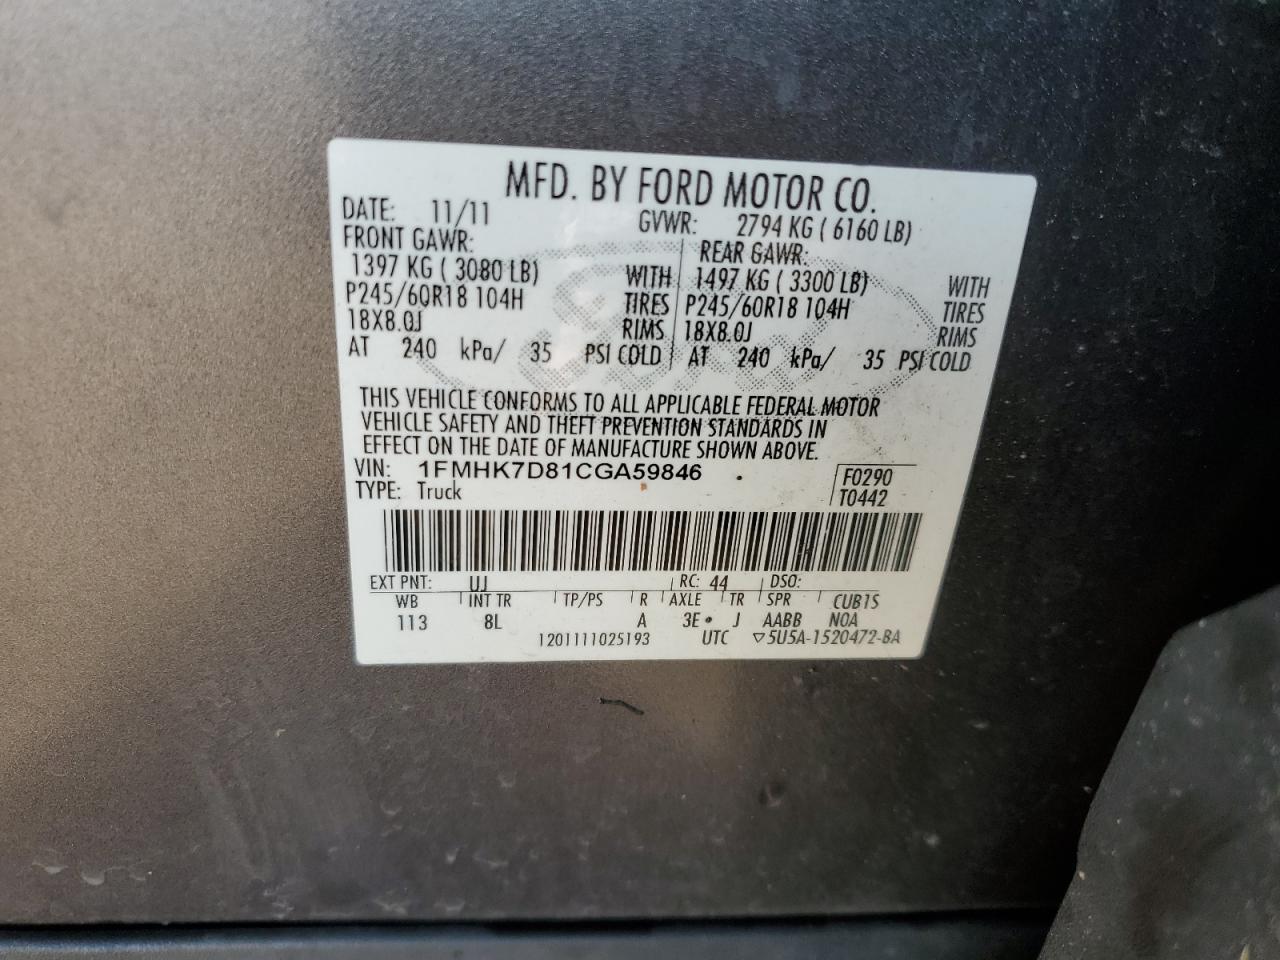 MFD. BY FORD MOTOR CO.
DATE: 11/11 GVWR: 2794 KG ( 6160 LB)
FRONT GAWR: REAR GAWR:
1397 KG ( 3080 LB) WITH 1497 KG ( 3300 LB) WITH
P245/60R18 104H TIRES P245/60R18 104H TIRES
18X8.0J RIMS 18X8.0J RIMS
AT 240 kPa/ 35 PSI COLD AT 240 kPa/ 35 PSI COLD
THIS VEHICLE CONFORMS TO ALL APPLICABLE FEDERAL MOTOR
VEHICLE SAFETY AND THEFT PREVENTION STANDARDS IN
EFFECT ON THE DATE OF MANUFACTURE SHOWN ABOVE.
VIN: 1FMHK7D81CGA59846 F0290
TYPE: Truck T0442
EXT PNT: UJ RC: 44 DSO:
WB INT TR TP/PS R AXLE TR SPR CUB1S
113 8L A 3E J AABB N0A
1201111025193 UTC ▽5U5A-1520472-BA